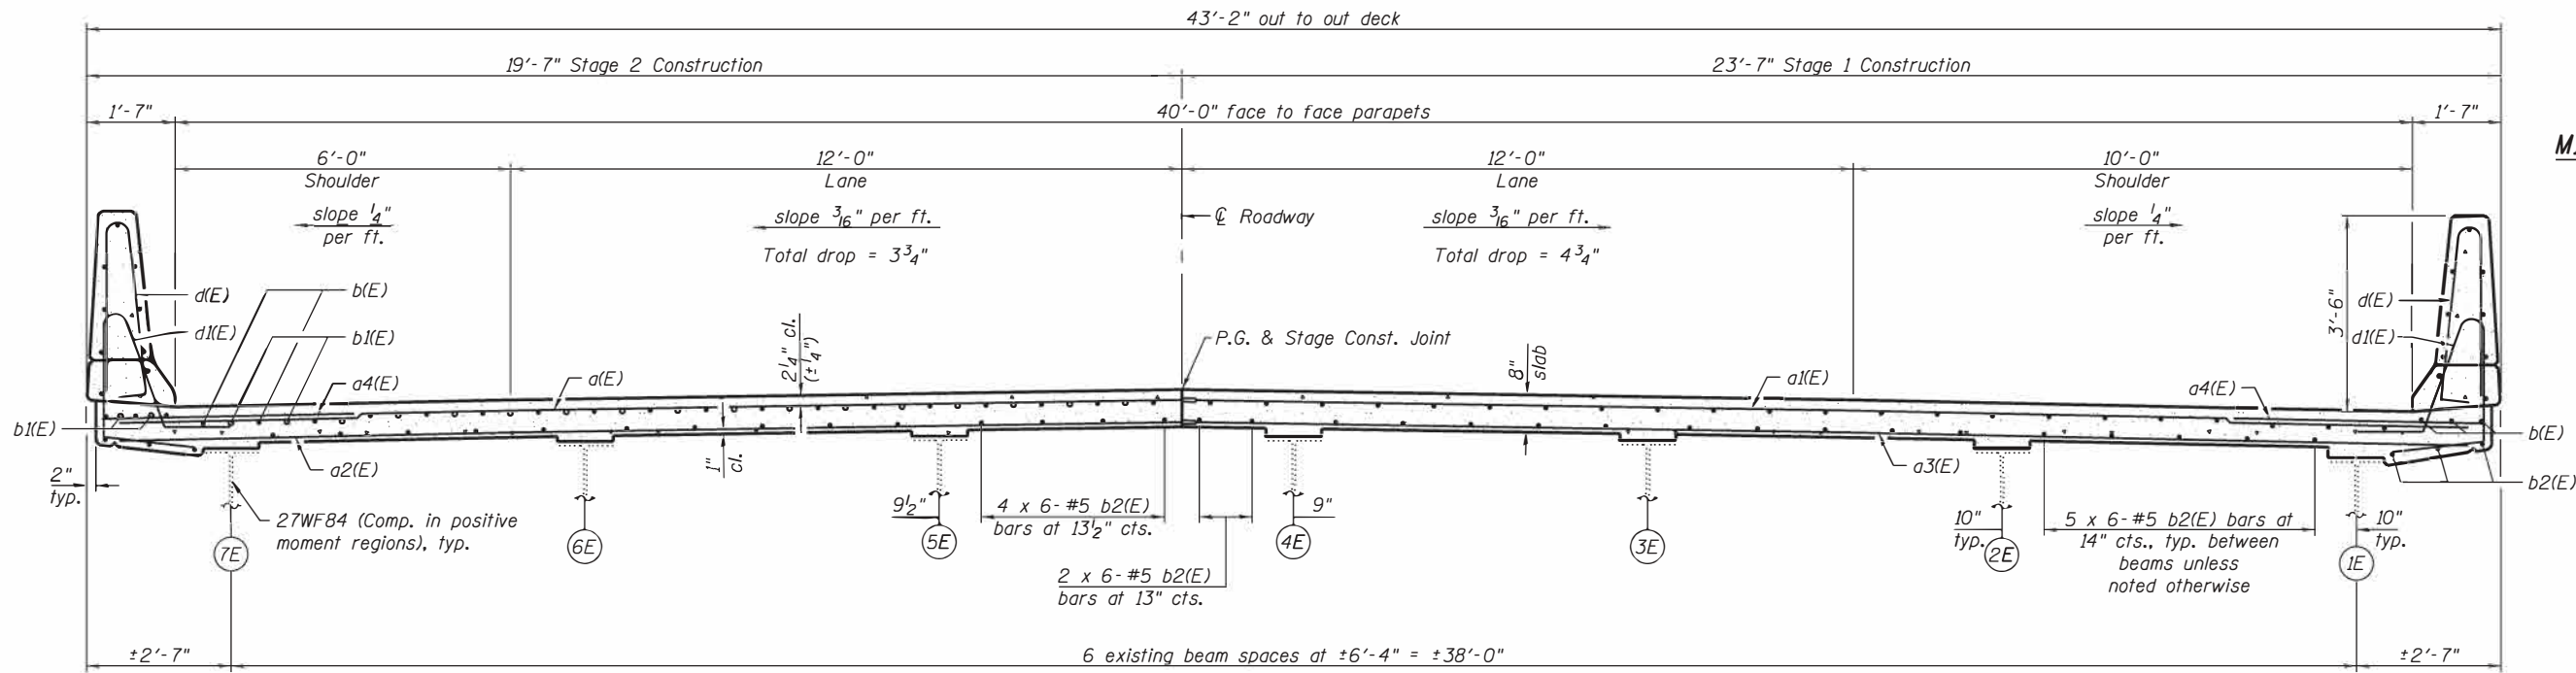 43'-2" out to out deck
19'-7" Stage 2 Construction
23'-7" Stage 1 Construction
1'-7"
40'-0" face to face parapets
1'-7"
M.
6'-0"
Shoulder
12'-0"
Lane
12'-0"
Lane
10'-0"
Shoulder
slope 1/4"
per ft.
slope 3/16" per ft.
Total drop = 3 3/4"
℄ Roadway
slope 3/16" per ft.
Total drop = 4 3/4"
slope 1/4"
per ft.
d(E)
b(E)
d1(E)
b1(E)
a4(E)
a(E)
2 1/4" cl.
(± 1/4")
P.G. & Stage Const. Joint
8"
slab
a1(E)
3'-6"
d(E)
d1(E)
a4(E)
b1(E)
a2(E)
1"
cl.
a3(E)
b(E)
b2(E)
2"
typ.
27WF84 (Comp. in positive
moment regions), typ.
9 1/2"
4 x 6-#5 b2(E)
bars at 13 1/2" cts.
9"
2 x 6-#5 b2(E)
bars at 13" cts.
10"
typ.
5 x 6-#5 b2(E) bars at
14" cts., typ. between
beams unless
noted otherwise
10"
typ.
7E
6E
5E
4E
3E
2E
1E
±2'-7"
6 existing beam spaces at ±6'-4" = ±38'-0"
±2'-7"